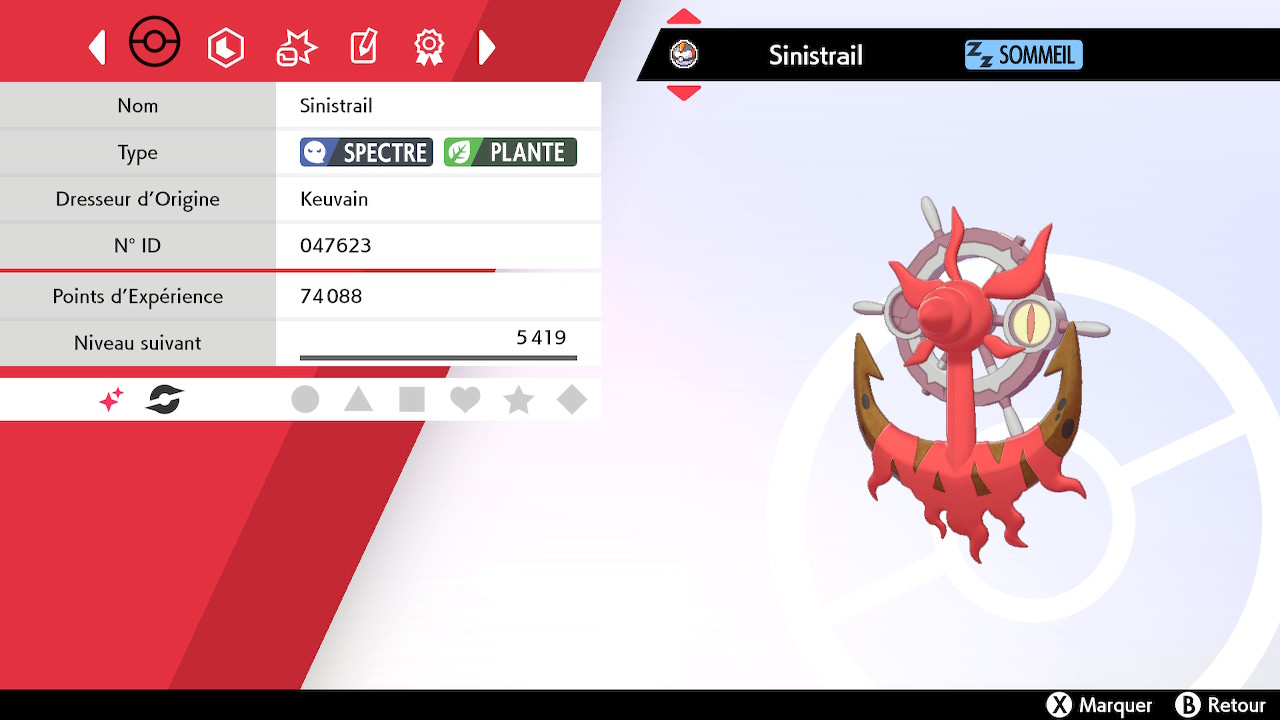 Sinistrail
SOMMEIL
Nom Sinistrail
Type SPECTRE PLANTE
Dresseur d'Origine Keuvain
N° ID 047623
Points d'Expérience 74 088
Niveau suivant 5 419
X Marquer B Retour